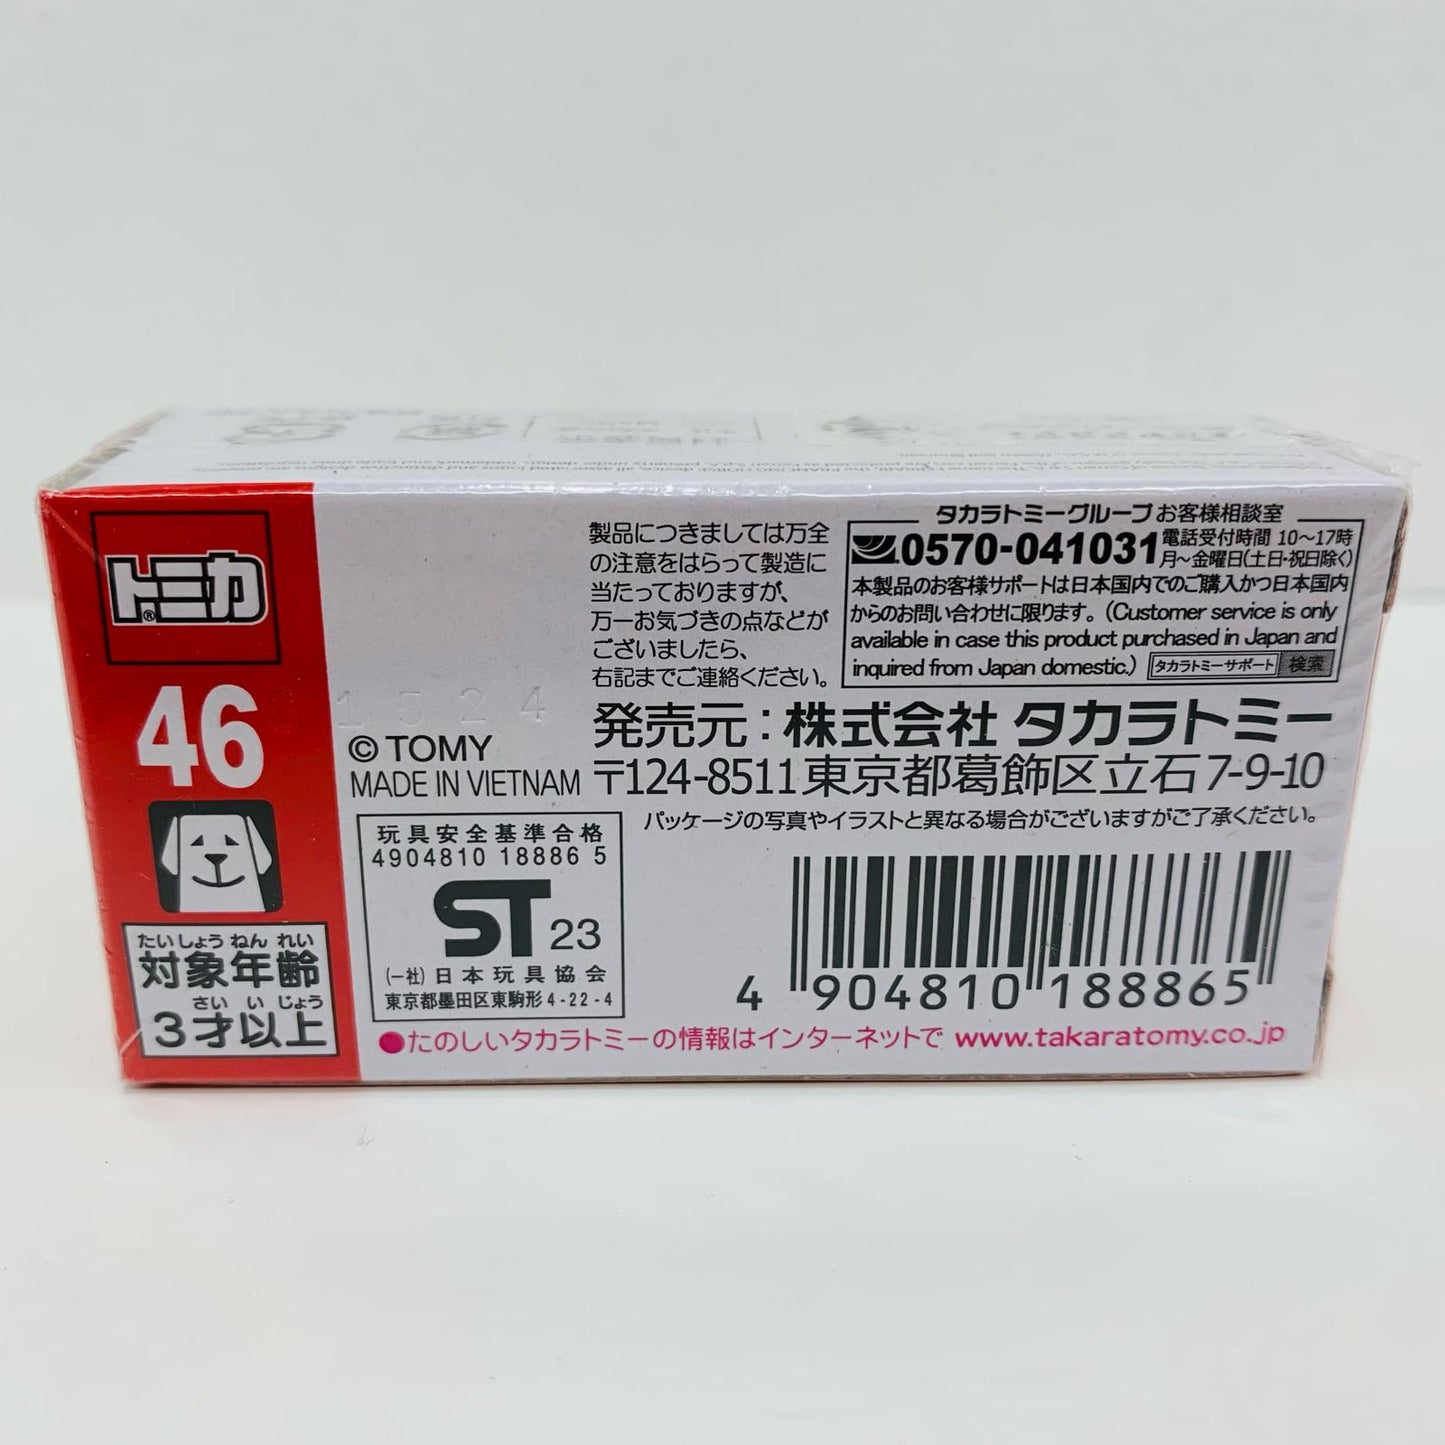 トミカ®
46
たいしょう ねん れい
対象年齢
さい い じょう
3才以上
1524
© TOMY
MADE IN VIETNAM
玩具安全基準合格
4904810 18886 5
ST 23
(一社)日本玩具協会
東京都墨田区東駒形4-22-4
製品につきましては万全
の注意をはらって製造に
当たっておりますが、
万一お気づきの点などが
ございましたら、
右記までご連絡ください。
タカラトミーグループ お客様相談室
0570-041031 電話受付時間 10〜17時
月〜金曜日(土日・祝日除く)
本製品のお客様サポートは日本国内でのご購入かつ日本国内
からのお問い合わせに限ります。(Customer service is only
available in case this product purchased in Japan and
inquired from Japan domestic.) タカラトミーサポート 検索
発売元：株式会社 タカラトミー
〒124-8511 東京都葛飾区立石7-9-10
パッケージの写真やイラストと異なる場合がございますがご了承ください。
4 904810 188865
●たのしいタカラトミーの情報はインターネットで www.takaratomy.co.jp